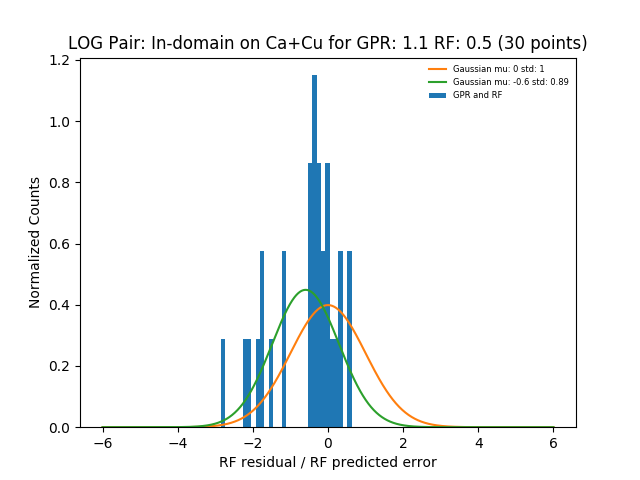 LOG Pair: In-domain on Ca+Cu for GPR: 1.1 RF: 0.5 (30 points)
Gaussian mu: 0 std: 1
Gaussian mu: -0.6 std: 0.89
GPR and RF
Normalized Counts
1.2
1.0
0.8
0.6
0.4
0.2
0.0
−6 −4 −2 0 2 4 6
RF residual / RF predicted error